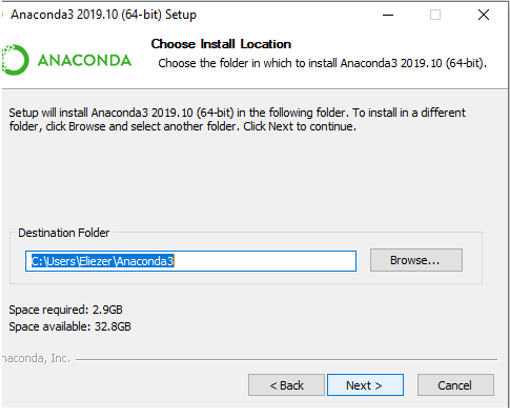 Anaconda3 2019.10 (64-bit) Setup
Choose Install Location
Choose the folder in which to install Anaconda3 2019.10 (64-bit).
ANACONDA
Setup will install Anaconda3 2019.10 (64-bit) in the following folder. To install in a different
folder, click Browse and select another folder. Click Next to continue.
Destination Folder
C:\Users\Eliezer\Anaconda3
Browse...
Space required: 2.9GB
Space available: 32.8GB
naconda, Inc.
< Back
Next >
Cancel